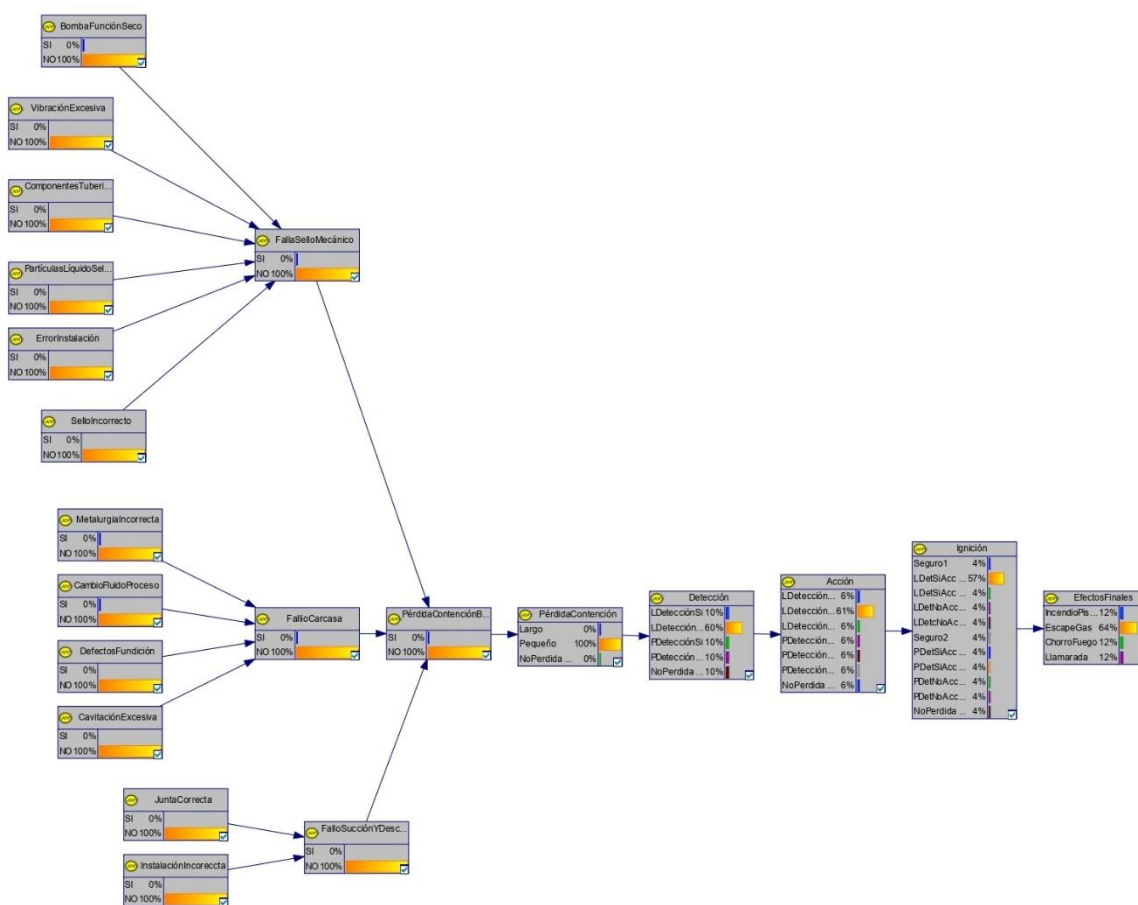 BombaFunciónSeco
SI 0%
NO 100%
VibraciónExcesiva
SI 0%
NO 100%
ComponentesTuberi...
SI 0%
NO 100%
PartículasLíquidoSel...
SI 0%
NO 100%
ErrorInstalación
SI 0%
NO 100%
SelloIncorrecto
SI 0%
NO 100%
FallaSelloMecánico
SI 0%
NO 100%
MetalurgiaIncorrecta
SI 0%
NO 100%
CambioFluidoProceso
SI 0%
NO 100%
DefectosFundición
SI 0%
NO 100%
CavitaciónExcesiva
SI 0%
NO 100%
FallioCarcasa
SI 0%
NO 100%
JuntaCorrecta
SI 0%
NO 100%
InstalaciónIncoreccta
SI 0%
NO 100%
FalloSucciónYDesc...
SI 0%
NO 100%
PérdidaContenciónB...
SI 0%
NO 100%
PérdidaContención
Largo 0%
Pequeño 100%
NoPerdida ... 0%
Detección
LDetecciónSi 10%
LDetección... 60%
PDetecciónSi 10%
PDetección ... 10%
NoPerdida ... 10%
Acción
LDetección... 6%
LDetección... 61%
LDetección... 6%
PDetección... 6%
PDetección... 6%
PDetección... 6%
NoPerdida ... 6%
Ignición
Seguro1 4%
LDetSiAcc ... 57%
LDetSiAcc ... 4%
LDetNoAcc ... 4%
LDetcNoAcc... 4%
Seguro2 4%
PDetSiAcc ... 4%
PDetSiAcc ... 4%
PDetNoAcc... 4%
PDetNoAcc... 4%
NoPerdida ... 4%
EfectosFinales
IncendioPis... 12%
EscapeGas 64%
ChorroFuego 12%
Llamarada 12%